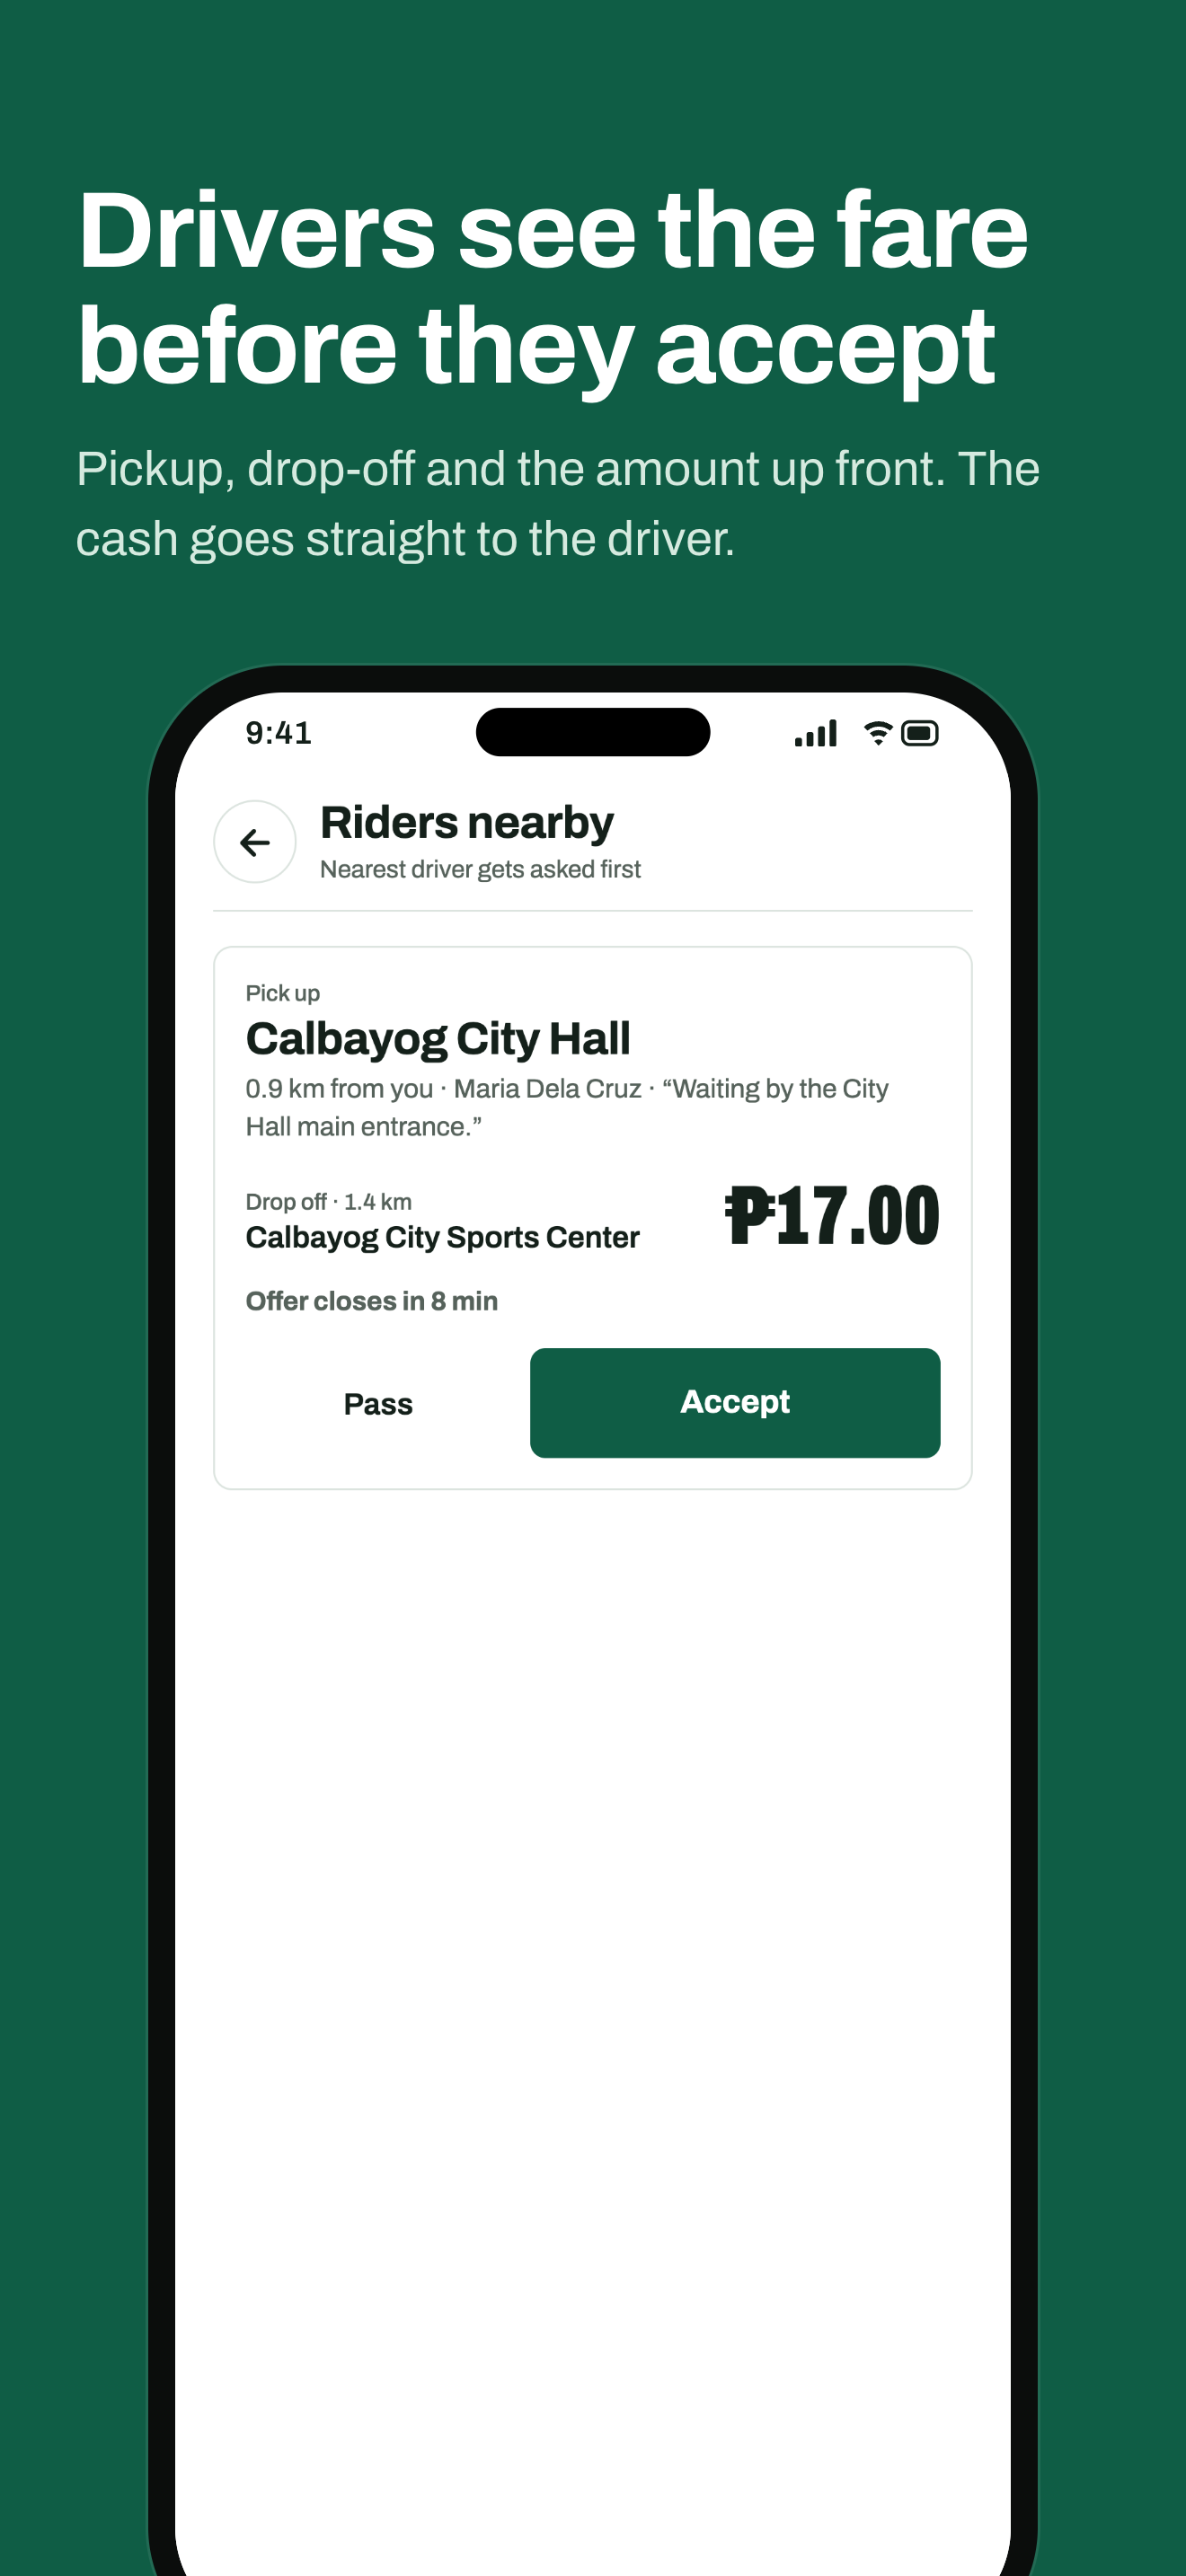 Drivers see the fare
before they accept
Pickup, drop-off and the amount up front. The
cash goes straight to the driver.
9:41
Riders nearby
Nearest driver gets asked first
Pick up
Calbayog City Hall
0.9 km from you · Maria Dela Cruz · “Waiting by the City
Hall main entrance.”
Drop off · 1.4 km
Calbayog City Sports Center
₱17.00
Offer closes in 8 min
Pass
Accept